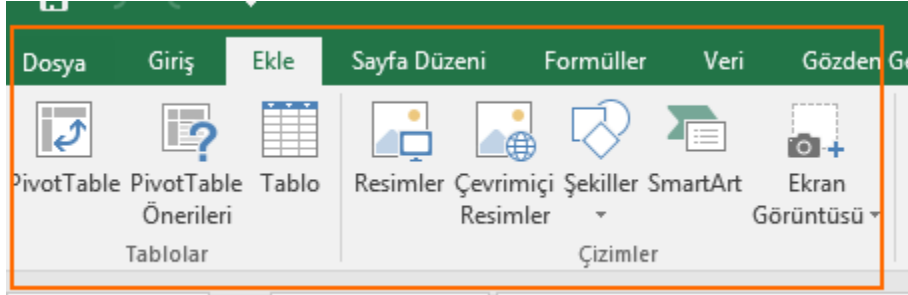 Dosya Giriş Ekle Sayfa Düzeni Formüller Veri Gözden
PivotTable PivotTable Tablo Resimler Çevrimiçi Şekiller SmartArt Ekran
Önerileri Resimler Görüntüsü
Tablolar Çizimler